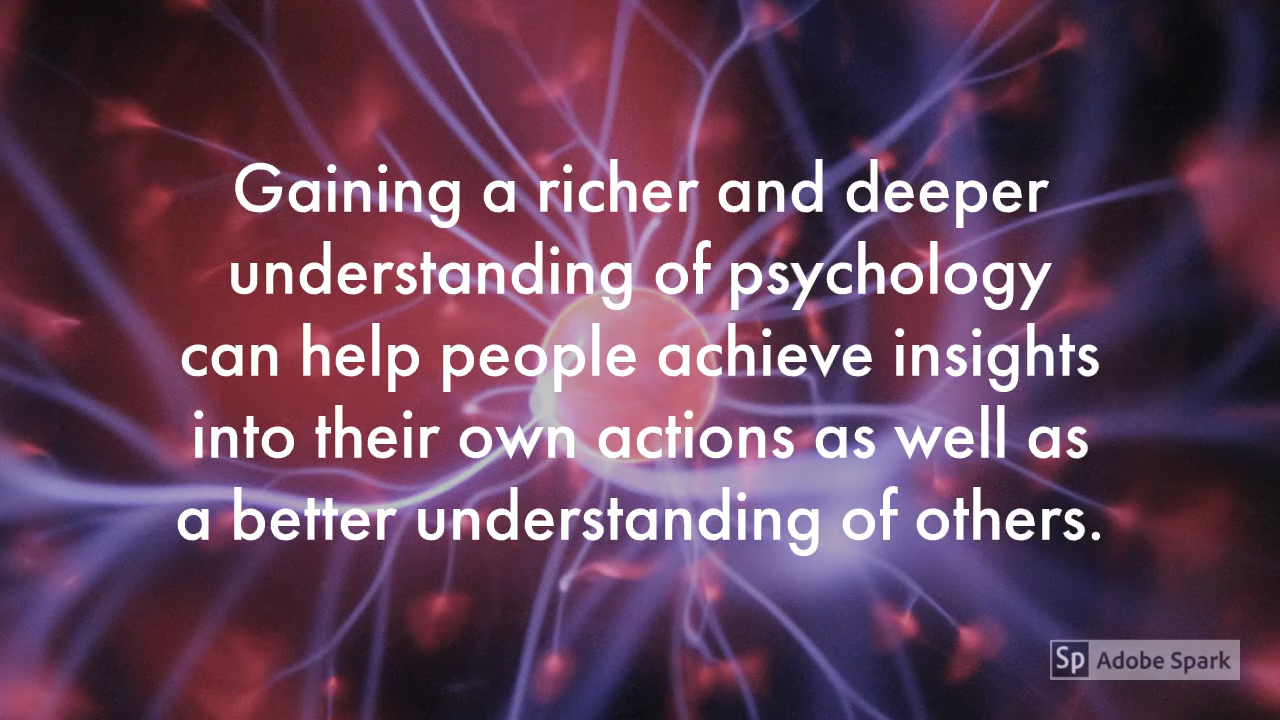 Gaining a richer and deeper
understanding of psychology
can help people achieve insights
into their own actions as well as
a better understanding of others.
Sp Adobe Spark